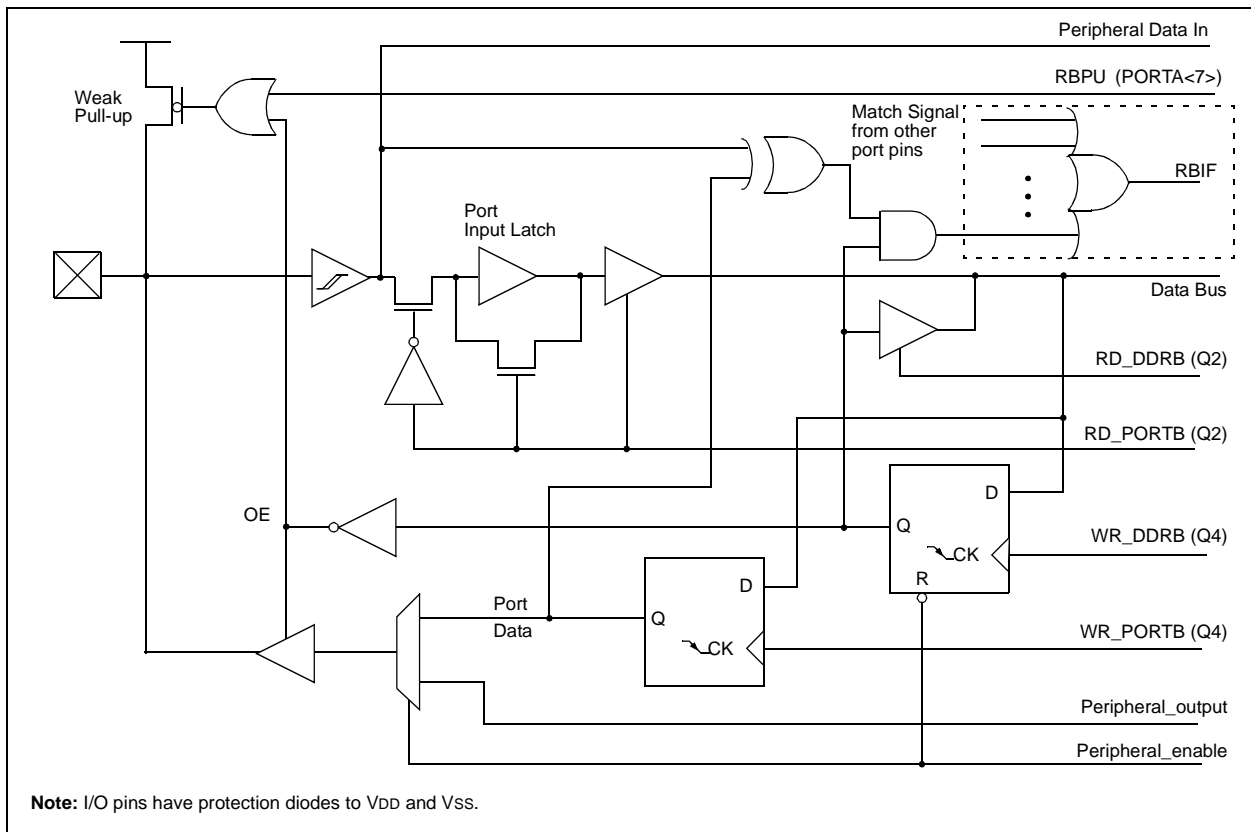 Peripheral Data In
RBPU (PORTA<7>)
Weak
Pull-up
Match Signal
from other
port pins
RBIF
Port
Input Latch
Data Bus
RD_DDRB (Q2)
RD_PORTB (Q2)
D
OE
Q
WR_DDRB (Q4)
CK
R
D
Port
Data
Q
WR_PORTB (Q4)
CK
Peripheral_output
Peripheral_enable
Note: I/O pins have protection diodes to VDD and VSS.